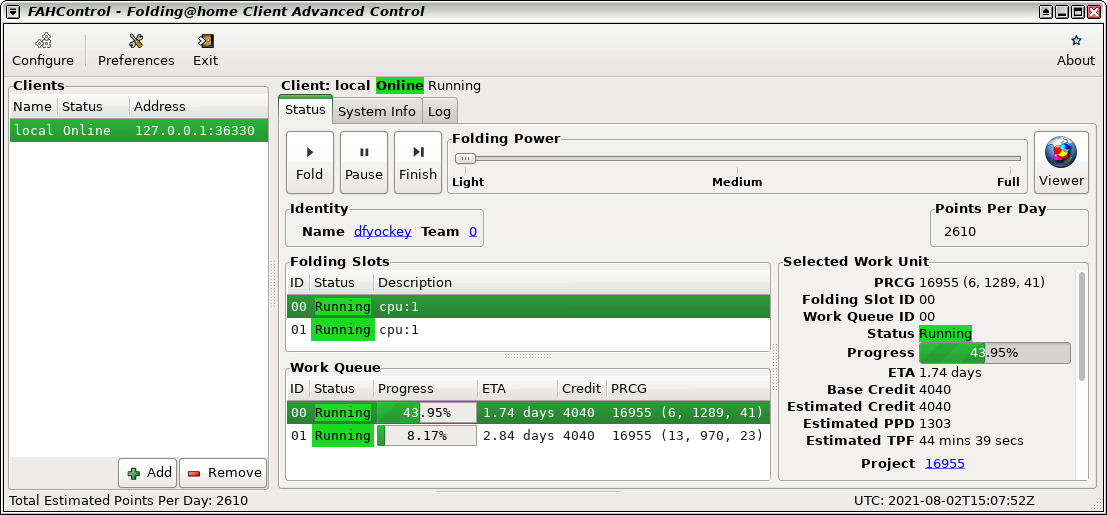 FAHControl - Folding@home Client Advanced Control
Configure Preferences Exit About
Clients
Name Status Address
local Online 127.0.0.1:36330
Add Remove
Client: local Online Running
Status System Info Log
Fold Pause Finish
Folding Power
Light Medium Full
Viewer
Identity
Name dfyockey Team 0
Points Per Day
2610
Folding Slots
ID Status Description
00 Running cpu:1
01 Running cpu:1
Work Queue
ID Status Progress ETA Credit PRCG
00 Running 43.95% 1.74 days 4040 16955 (6, 1289, 41)
01 Running 8.17% 2.84 days 4040 16955 (13, 970, 23)
Selected Work Unit
PRCG 16955 (6, 1289, 41)
Folding Slot ID 00
Work Queue ID 00
Status Running
Progress 43.95%
ETA 1.74 days
Base Credit 4040
Estimated Credit 4040
Estimated PPD 1303
Estimated TPF 44 mins 39 secs
Project 16955
Total Estimated Points Per Day: 2610
UTC: 2021-08-02T15:07:52Z